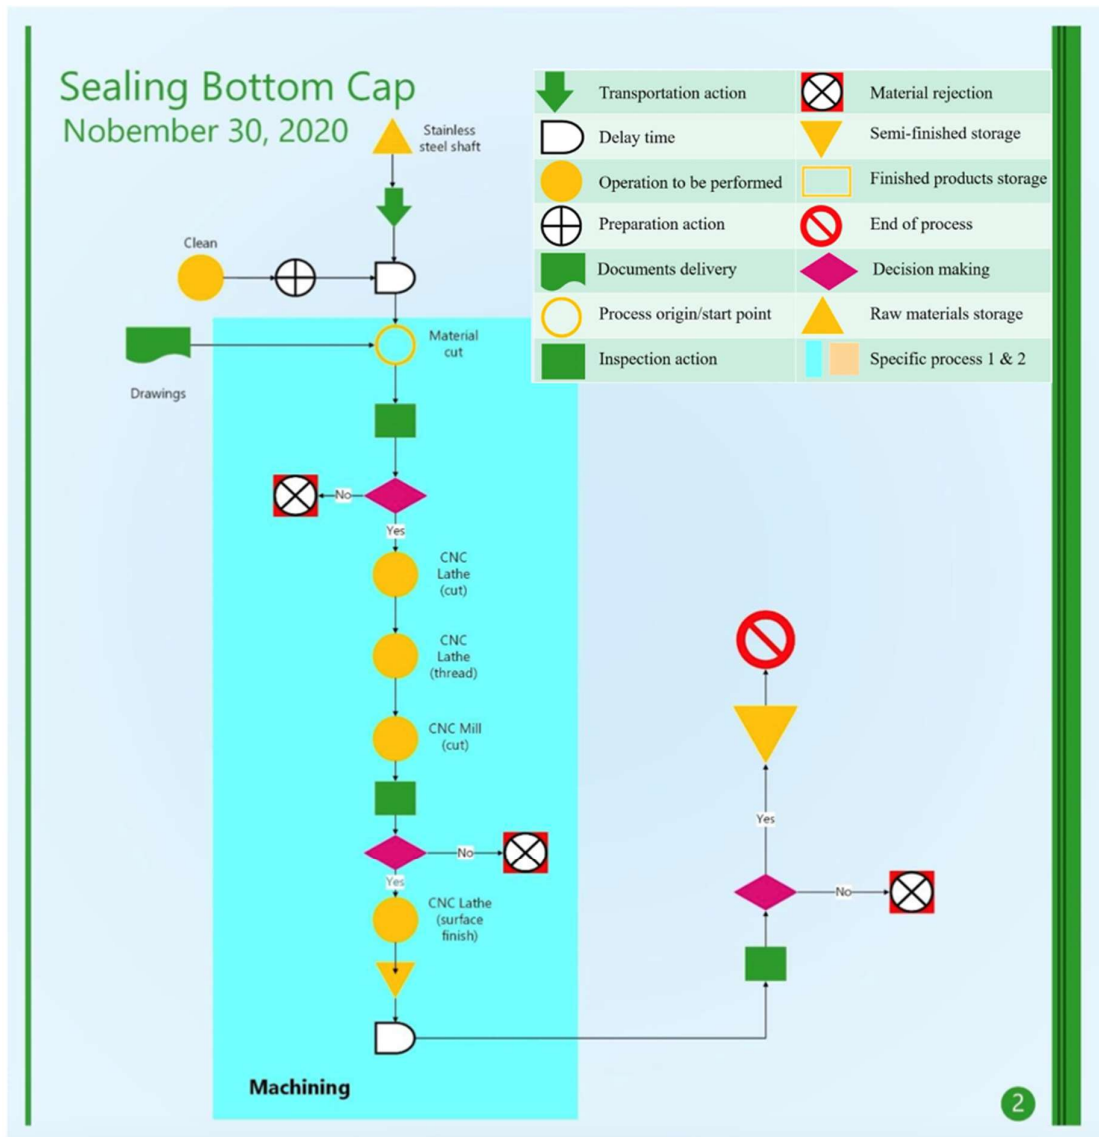 Sealing Bottom Cap
Nobember 30, 2020
Stainless
steel shaft
Transportation action
Material rejection
Delay time
Semi-finished storage
Operation to be performed
Finished products storage
Preparation action
End of process
Documents delivery
Decision making
Process origin/start point
Raw materials storage
Inspection action
Specific process 1 & 2
Clean
Material
cut
Drawings
No
Yes
CNC
Lathe
(cut)
CNC
Lathe
(thread)
CNC Mill
(cut)
No
Yes
CNC Lathe
(surface
finish)
Yes
No
Machining
2